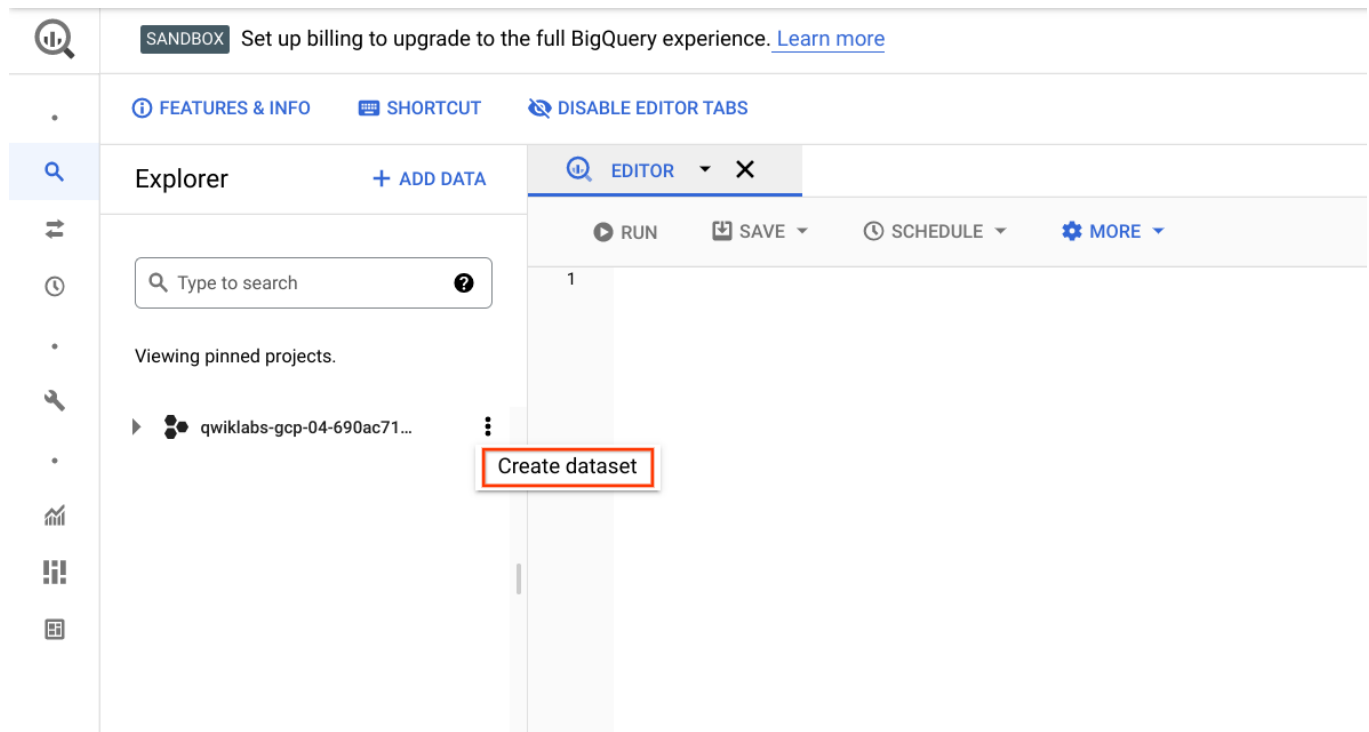 SANDBOX Set up billing to upgrade to the full BigQuery experience. Learn more
FEATURES & INFO SHORTCUT DISABLE EDITOR TABS
Explorer + ADD DATA EDITOR
RUN SAVE SCHEDULE MORE
Type to search
1
Viewing pinned projects.
qwiklabs-gcp-04-690ac71...
Create dataset